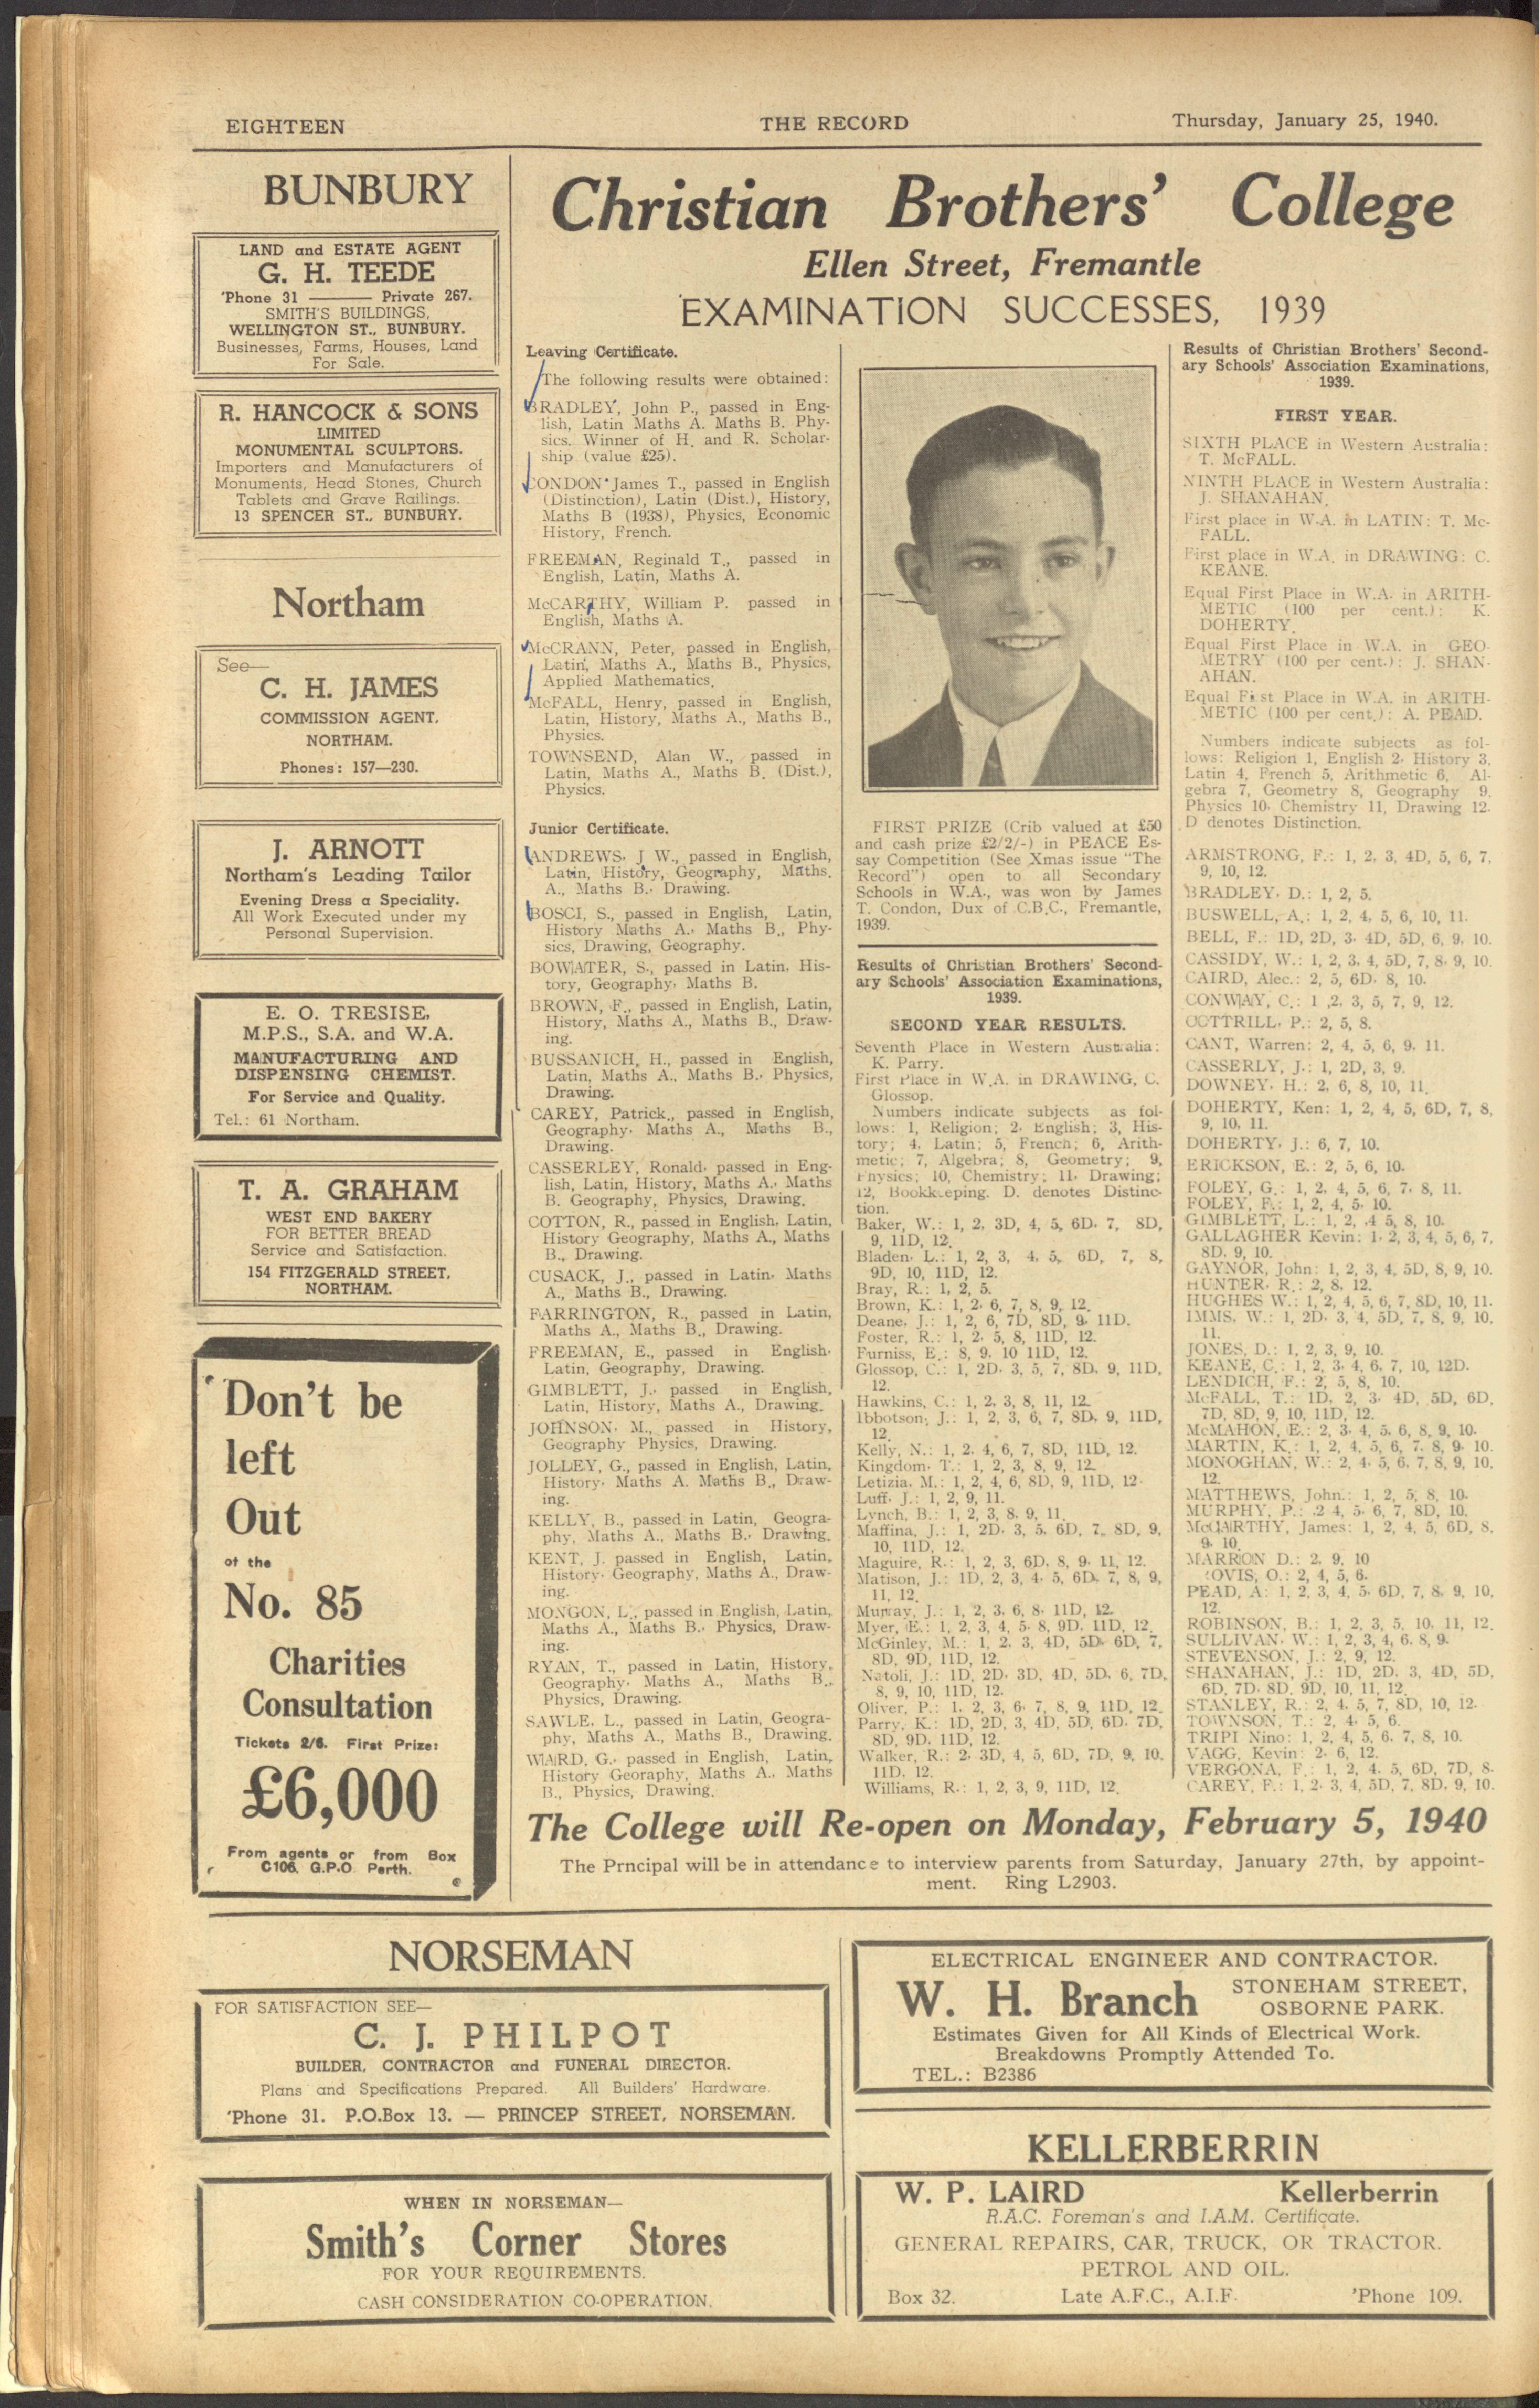 EIGHTEEN
THE RECORD
Thursday, January 25, 1940.
BUNBURY
LAND and ESTATE AGENT
G. H. TEEDE
'Phone 31 ——— Private 267.
SMITH'S BUILDINGS,
WELLINGTON ST., BUNBURY.
Businesses, Farms, Houses, Land
For Sale.
R. HANCOCK & SONS
LIMITED
MONUMENTAL SCULPTORS.
Importers and Manufacturers of
Monuments, Head Stones, Church
Tablets and Grave Railings.
13 SPENCER ST., BUNBURY.
Northam
See—
C. H. JAMES
COMMISSION AGENT,
NORTHAM.
Phones: 157—230.
J. ARNOTT
Northam's Leading Tailor
Evening Dress a Speciality.
All Work Executed under my
Personal Supervision.
E. O. TRESISE,
M.P.S., S.A. and W.A.
MANUFACTURING AND
DISPENSING CHEMIST.
For Service and Quality.
Tel.: 61 Northam.
T. A. GRAHAM
WEST END BAKERY
FOR BETTER BREAD
Service and Satisfaction.
154 FITZGERALD STREET,
NORTHAM.
Don't be
left
Out
of the
No. 85
Charities
Consultation
Tickets 2/6. First Prize:
£6,000
From agents or from Box
C106, G.P.O. Perth.
Christian Brothers' College
Ellen Street, Fremantle
EXAMINATION SUCCESSES, 1939
Leaving Certificate.
The following results were obtained:
BRADLEY, John P., passed in Eng-
lish, Latin Maths A. Maths B. Phy-
sics. Winner of H. and R. Scholar-
ship (value £25).
CONDON James T., passed in English
(Distinction), Latin (Dist.), History,
Maths B (1938), Physics, Economic
History, French.
FREEMAN, Reginald T., passed in
English, Latin, Maths A.
McCARTHY, William P. passed in
English, Maths A.
McCRANN, Peter, passed in English,
Latin, Maths A., Maths B., Physics,
Applied Mathematics.
McFALL, Henry, passed in English,
Latin, History, Maths A., Maths B.,
Physics.
TOWNSEND, Alan W., passed in
Latin, Maths A., Maths B. (Dist.),
Physics.
Junior Certificate.
ANDREWS, J W., passed in English,
Latin, History, Geography, Maths.
A., Maths B., Drawing.
BOSCI, S., passed in English, Latin,
History Maths A., Maths B., Phy-
sics, Drawing, Geography.
BOWATER, S., passed in Latin, His-
tory, Geography, Maths B.
BROWN, F., passed in English, Latin,
History, Maths A., Maths B., Draw-
ing.
BUSSANICH, H., passed in English,
Latin, Maths A., Maths B., Physics,
Drawing.
CAREY, Patrick,, passed in English,
Geography, Maths A., Maths B.,
Drawing.
CASSERLEY, Ronald, passed in Eng-
lish, Latin, History, Maths A., Maths
B. Geography, Physics, Drawing.
COTTON, R., passed in English, Latin,
History Geography, Maths A., Maths
B., Drawing.
CUSACK, J., passed in Latin, Maths
A., Maths B., Drawing.
FARRINGTON, R., passed in Latin,
Maths A., Maths B., Drawing.
FREEMAN, E., passed in English,
Latin, Geography, Drawing.
GIMBLETT, J., passed in English,
Latin, History, Maths A., Drawing.
JOHNSON, M., passed in History,
Geography Physics, Drawing.
JOLLEY, G., passed in English, Latin,
History, Maths A. Maths B., Draw-
ing.
KELLY, B., passed in Latin, Geogra-
phy, Maths A., Maths B., Drawing.
KENT, J. passed in English, Latin,
History, Geography, Maths A., Draw-
ing.
MONGON, L., passed in English, Latin,
Maths A., Maths B., Physics, Draw-
ing.
RYAN, T., passed in Latin, History,
Geography, Maths A., Maths B.,
Physics, Drawing.
SAWLE, L., passed in Latin, Geogra-
phy, Maths A., Maths B., Drawing.
WARD, G., passed in English, Latin,
History Georaphy, Maths A., Maths
B., Physics, Drawing.
FIRST PRIZE (Crib valued at £50
and cash prize £2/2/-) in PEACE Es-
say Competition (See Xmas issue "The
Record") open to all Secondary
Schools in W.A., was won by James
T. Condon, Dux of C.B.C., Fremantle,
1939.
Results of Christian Brothers' Second-
ary Schools' Association Examinations,
1939.
SECOND YEAR RESULTS.
Seventh Place in Western Australia:
K. Parry.
First Place in W.A. in DRAWING, C.
Glossop.
Numbers indicate subjects as fol-
lows: 1, Religion; 2, English; 3, His-
tory; 4, Latin; 5, French; 6, Arith-
metic; 7, Algebra; 8, Geometry; 9,
Physics; 10, Chemistry; 11, Drawing;
12, Bookkeeping. D. denotes Distinc-
tion.
Baker, W.: 1, 2, 3D, 4, 5, 6D, 7, 8D,
9, 11D, 12.
Bladen, L.: 1, 2, 3, 4, 5, 6D, 7, 8,
9D, 10, 11D, 12.
Bray, R.: 1, 2, 5.
Brown, K.: 1, 2, 6, 7, 8, 9, 12.
Deane, J.: 1, 2, 6, 7D, 8D, 9, 11D.
Foster, R.: 1, 2, 5, 8, 11D, 12.
Furniss, E.: 8, 9, 10 11D, 12.
Glossop, C.: 1, 2D, 3, 5, 7, 8D, 9, 11D,
12.
Hawkins, C.: 1, 2, 3, 8, 11, 12.
Ibbotson, J.: 1, 2, 3, 6, 7, 8D, 9, 11D,
12.
Kelly, N.: 1, 2, 4, 6, 7, 8D, 11D, 12.
Kingdom, T.: 1, 2, 3, 8, 9, 12.
Letizia, M.: 1, 2, 4, 6, 8D, 9, 11D, 12.
Luff, J.: 1, 2, 9, 11.
Lynch, B.: 1, 2, 3, 8, 9, 11.
Maffina, J.: 1, 2D, 3, 5, 6D, 7, 8D, 9,
10, 11D, 12.
Maguire, R.: 1, 2, 3, 6D, 8, 9, 11, 12.
Matison, J.: 1D, 2, 3, 4, 5, 6D, 7, 8, 9,
11, 12.
Murray, J.: 1, 2, 3, 6, 8, 11D, 12.
Myer, E.: 1, 2, 3, 4, 5, 8, 9D, 11D, 12.
McGinley, M.: 1, 2, 3, 4D, 5D, 6D, 7,
8D, 9D, 11D, 12.
Natoli, J.: 1D, 2D, 3D, 4D, 5D, 6, 7D,
8, 9, 10, 11D, 12.
Oliver, P.: 1, 2, 3, 6, 7, 8, 9, 11D, 12.
Parry, K.: 1D, 2D, 3, 4D, 5D, 6D, 7D,
8D, 9D, 11D, 12.
Walker, R.: 2, 3D, 4, 5, 6D, 7D, 9, 10,
11D, 12.
Williams, R.: 1, 2, 3, 9, 11D, 12.
Results of Christian Brothers' Second-
ary Schools' Association Examinations,
1939.
FIRST YEAR.
SIXTH PLACE in Western Australia:
T. McFALL.
NINTH PLACE in Western Australia:
J. SHANAHAN.
First place in W.A. in LATIN: T. Mc-
FALL.
First place in W.A. in DRAWING: C.
KEANE.
Equal First Place in W.A. in ARITH-
METIC (100 per cent.): K.
DOHERTY.
Equal First Place in W.A. in GEO-
METRY (100 per cent.): J. SHAN-
AHAN.
Equal First Place in W.A. in ARITH-
METIC (100 per cent.): A. PEAD.
Numbers indicate subjects as fol-
lows: Religion 1, English 2, History 3,
Latin 4, French 5, Arithmetic 6, Al-
gebra 7, Geometry 8, Geography 9,
Physics 10, Chemistry 11, Drawing 12.
D denotes Distinction.
ARMSTRONG, F.: 1, 2, 3, 4D, 5, 6, 7,
9, 10, 12.
BRADLEY, D.: 1, 2, 5.
BUSWELL, A.: 1, 2, 4, 5, 6, 10, 11.
BELL, F.: 1D, 2D, 3, 4D, 5D, 6, 9, 10.
CASSIDY, W.: 1, 2, 3, 4, 5D, 7, 8, 9, 10.
CAIRD, Alec.: 2, 5, 6D, 8, 10.
CONWAY, C.: 1 ,2, 3, 5, 7, 9, 12.
COTTRILL, P.: 2, 5, 8.
CANT, Warren: 2, 4, 5, 6, 9, 11.
CASSERLY, J.: 1, 2D, 3, 9.
DOWNEY, H.: 2, 6, 8, 10, 11.
DOHERTY, Ken: 1, 2, 4, 5, 6D, 7, 8,
9, 10, 11.
DOHERTY, J.: 6, 7, 10.
ERICKSON, E.: 2, 5, 6, 10.
FOLEY, G.: 1, 2, 4, 5, 6, 7, 8, 11.
FOLEY, F.: 1, 2, 4, 5, 10.
GIMBLETT, L.: 1, 2, .4 5, 8, 10.
GALLAGHER Kevin: 1, 2, 3, 4, 5, 6, 7,
8D, 9, 10.
GAYNOR, John: 1, 2, 3, 4, 5D, 8, 9, 10.
HUNTER, R.: 2, 8, 12.
HUGHES W.: 1, 2, 4, 5, 6, 7, 8D, 10, 11.
IMMS, W.: 1, 2D, 3, 4, 5D, 7, 8, 9, 10,
11.
JONES, D.: 1, 2, 3, 9, 10.
KEANE, C.: 1, 2, 3, 4, 6, 7, 10, 12D.
LENDICH, F.: 2, 5, 8, 10.
McFALL, T.: 1D, 2, 3, 4D, 5D, 6D,
7D, 8D, 9, 10, 11D, 12.
McMAHON, E.: 2, 3, 4, 5, 6, 8, 9, 10.
MARTIN, K.: 1, 2, 4, 5, 6, 7, 8, 9, 10.
MONOGHAN, W.: 2, 4, 5, 6, 7, 8, 9, 10,
12.
MATTHEWS, John.: 1, 2, 5, 8, 10.
MURPHY, P.: .2 4, 5, 6, 7, 8D, 10.
McCARTHY, James: 1, 2, 4, 5, 6D, 8,
9, 10.
MARRION D.: 2, 9, 10
OVIS, O.: 2, 4, 5, 6.
PEAD, A: 1, 2, 3, 4, 5, 6D, 7, 8, 9, 10,
12.
ROBINSON, B.: 1, 2, 3, 5, 10, 11, 12.
SULLIVAN, W.: 1, 2, 3, 4, 6, 8, 9.
STEVENSON, J.: 2, 9, 12.
SHANAHAN, J.: 1D, 2D, 3, 4D, 5D,
6D, 7D, 8D, 9D, 10, 11, 12.
STANLEY, R.: 2, 4, 5, 7, 8D, 10, 12.
TOWNSON, T.: 2, 4, 5, 6.
TRIPI Nino: 1, 2, 4, 5, 6, 7, 8, 10.
VAGG, Kevin: 2, 6, 12.
VERGONA, F.: 1, 2, 4, 5, 6D, 7D, 8.
CAREY, F.: 1, 2, 3, 4, 5D, 7, 8D, 9, 10.
The College will Re-open on Monday, February 5, 1940
The Prncipal will be in attendance to interview parents from Saturday, January 27th, by appoint-
ment. Ring L2903.
NORSEMAN
FOR SATISFACTION SEE—
C. J. PHILPOT
BUILDER, CONTRACTOR and FUNERAL DIRECTOR.
Plans and Specifications Prepared. All Builders' Hardware.
'Phone 31. P.O.Box 13. — PRINCEP STREET, NORSEMAN.
WHEN IN NORSEMAN—
Smith's Corner Stores
FOR YOUR REQUIREMENTS.
CASH CONSIDERATION CO-OPERATION.
ELECTRICAL ENGINEER AND CONTRACTOR.
W. H. Branch
STONEHAM STREET,
OSBORNE PARK.
Estimates Given for All Kinds of Electrical Work.
Breakdowns Promptly Attended To.
TEL.: B2386
KELLERBERRIN
W. P. LAIRD Kellerberrin
R.A.C. Foreman's and I.A.M. Certificate.
GENERAL REPAIRS, CAR, TRUCK, OR TRACTOR.
PETROL AND OIL.
Box 32. Late A.F.C., A.I.F. 'Phone 109.